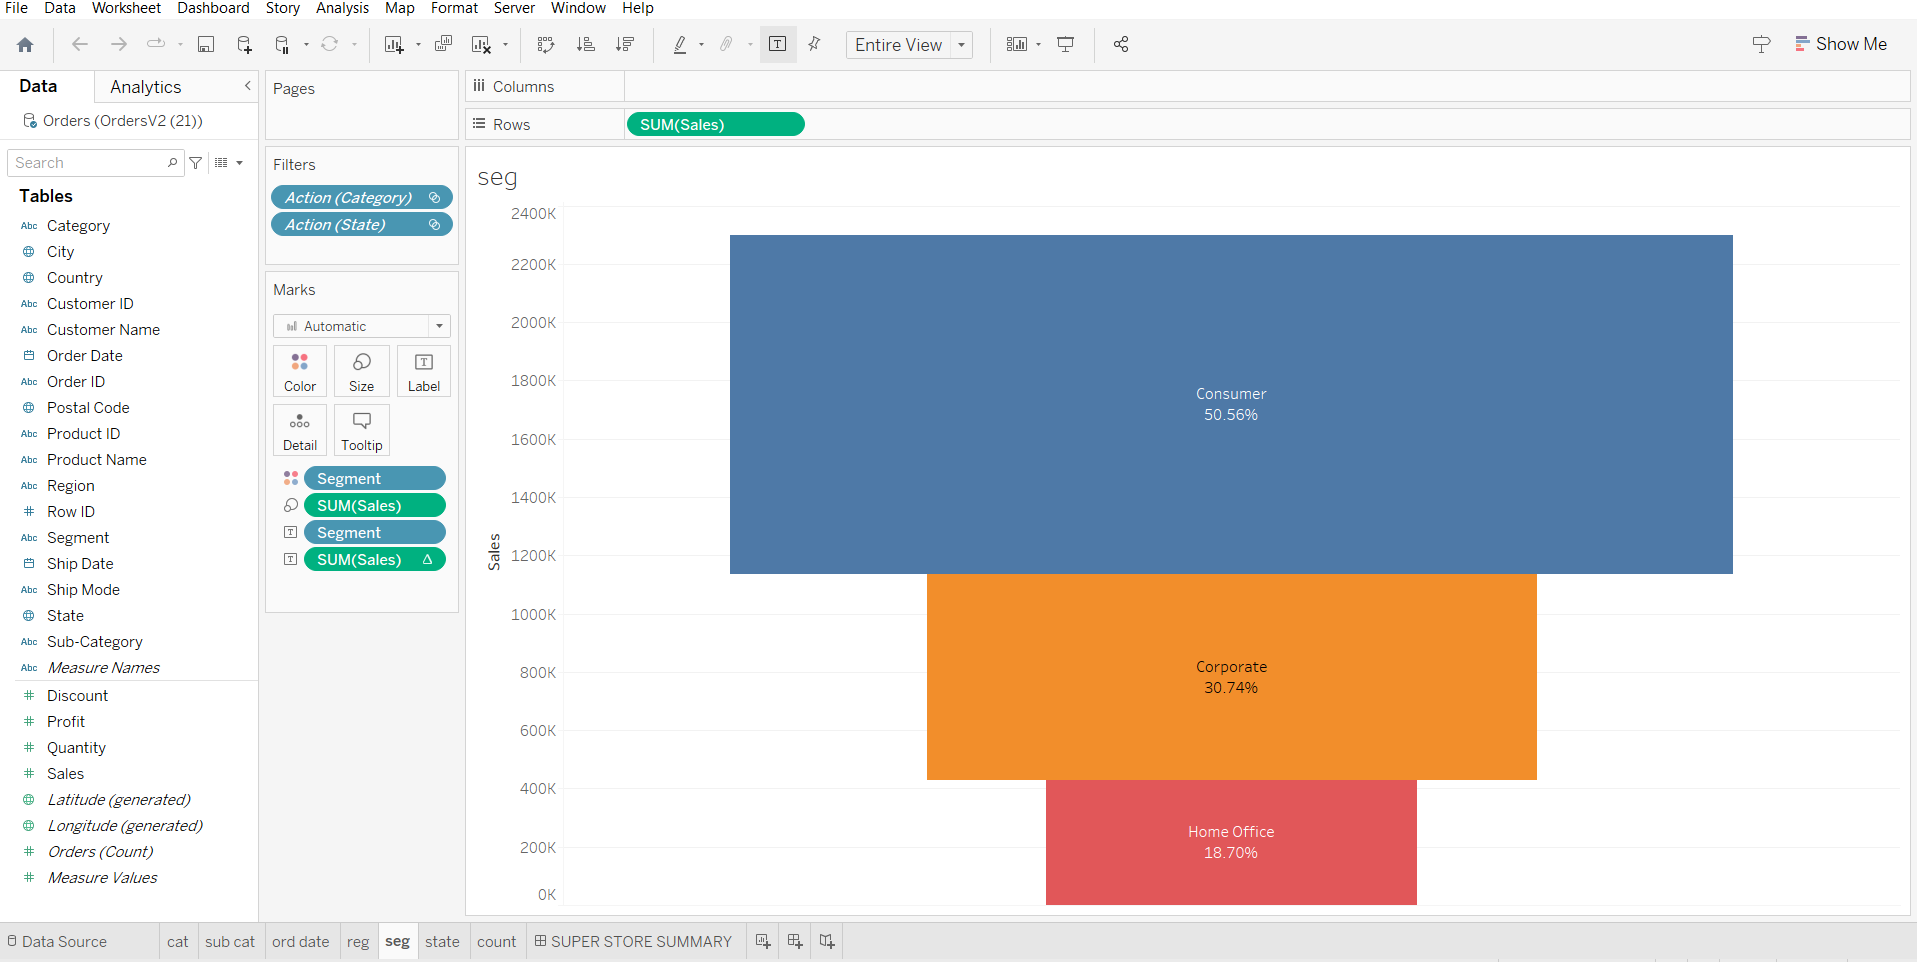 File Data Worksheet Dashboard Story Analysis Map Format Server Window Help
Entire View
Show Me
Data
Analytics
Orders (OrdersV2 (21))
Search
Tables
Abc Category
City
Country
Abc Customer ID
Abc Customer Name
Order Date
Abc Order ID
Postal Code
Abc Product ID
Abc Product Name
Abc Region
# Row ID
Abc Segment
Ship Date
Abc Ship Mode
State
Abc Sub-Category
Abc Measure Names
# Discount
# Profit
# Quantity
# Sales
Latitude (generated)
Longitude (generated)
# Orders (Count)
# Measure Values
Pages
Filters
Action (Category)
Action (State)
Marks
Automatic
Color Size Label
Detail Tooltip
Segment
SUM(Sales)
Segment
SUM(Sales) Δ
Columns
Rows SUM(Sales)
seg
Sales
2400K
2200K
2000K
1800K
1600K
1400K
1200K
1000K
800K
600K
400K
200K
0K
Consumer
50.56%
Corporate
30.74%
Home Office
18.70%
Data Source cat sub cat ord date reg seg state count SUPER STORE SUMMARY